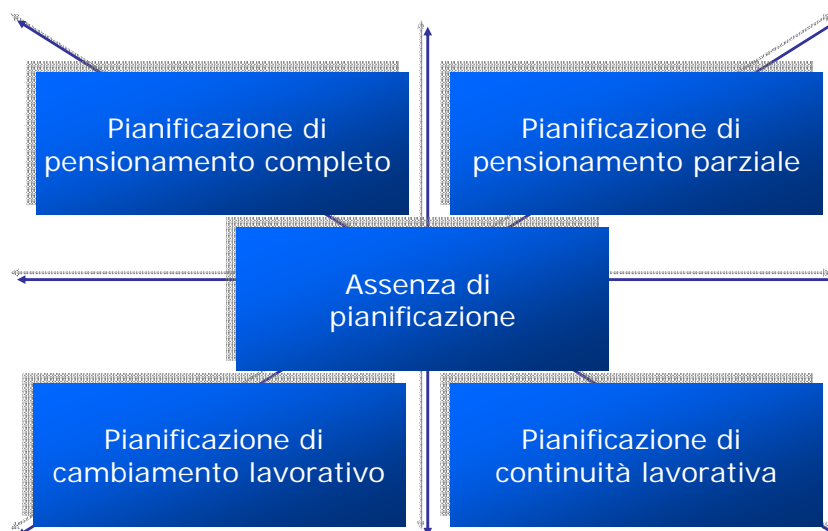 Pianificazione di
pensionamento completo
Pianificazione di
pensionamento parziale
Assenza di
pianificazione
Pianificazione di
cambiamento lavorativo
Pianificazione di
continuità lavorativa